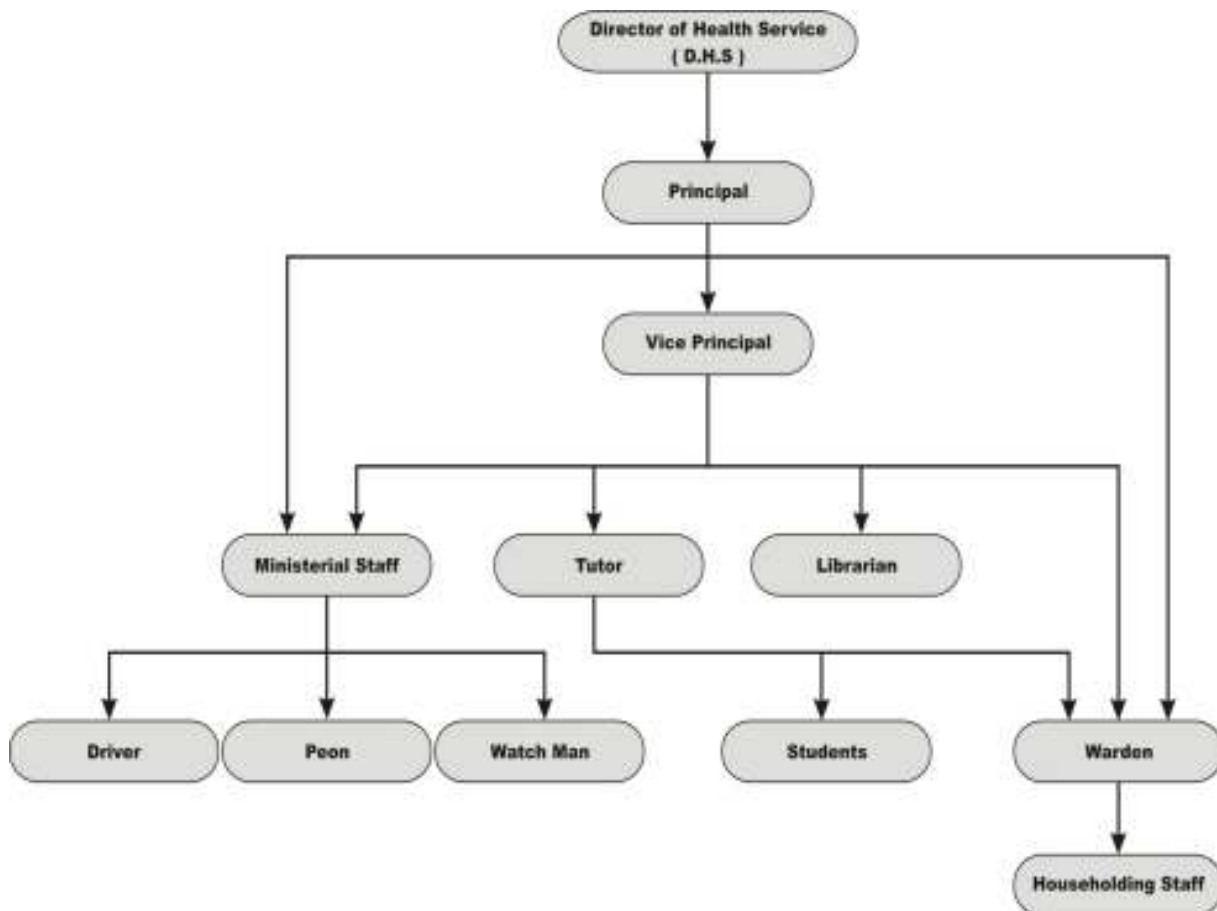 Director of Health Service
( D.H.S )
Principal
Vice Principal
Ministerial Staff
Tutor
Librarian
Driver
Peon
Watch Man
Students
Warden
Householding Staff